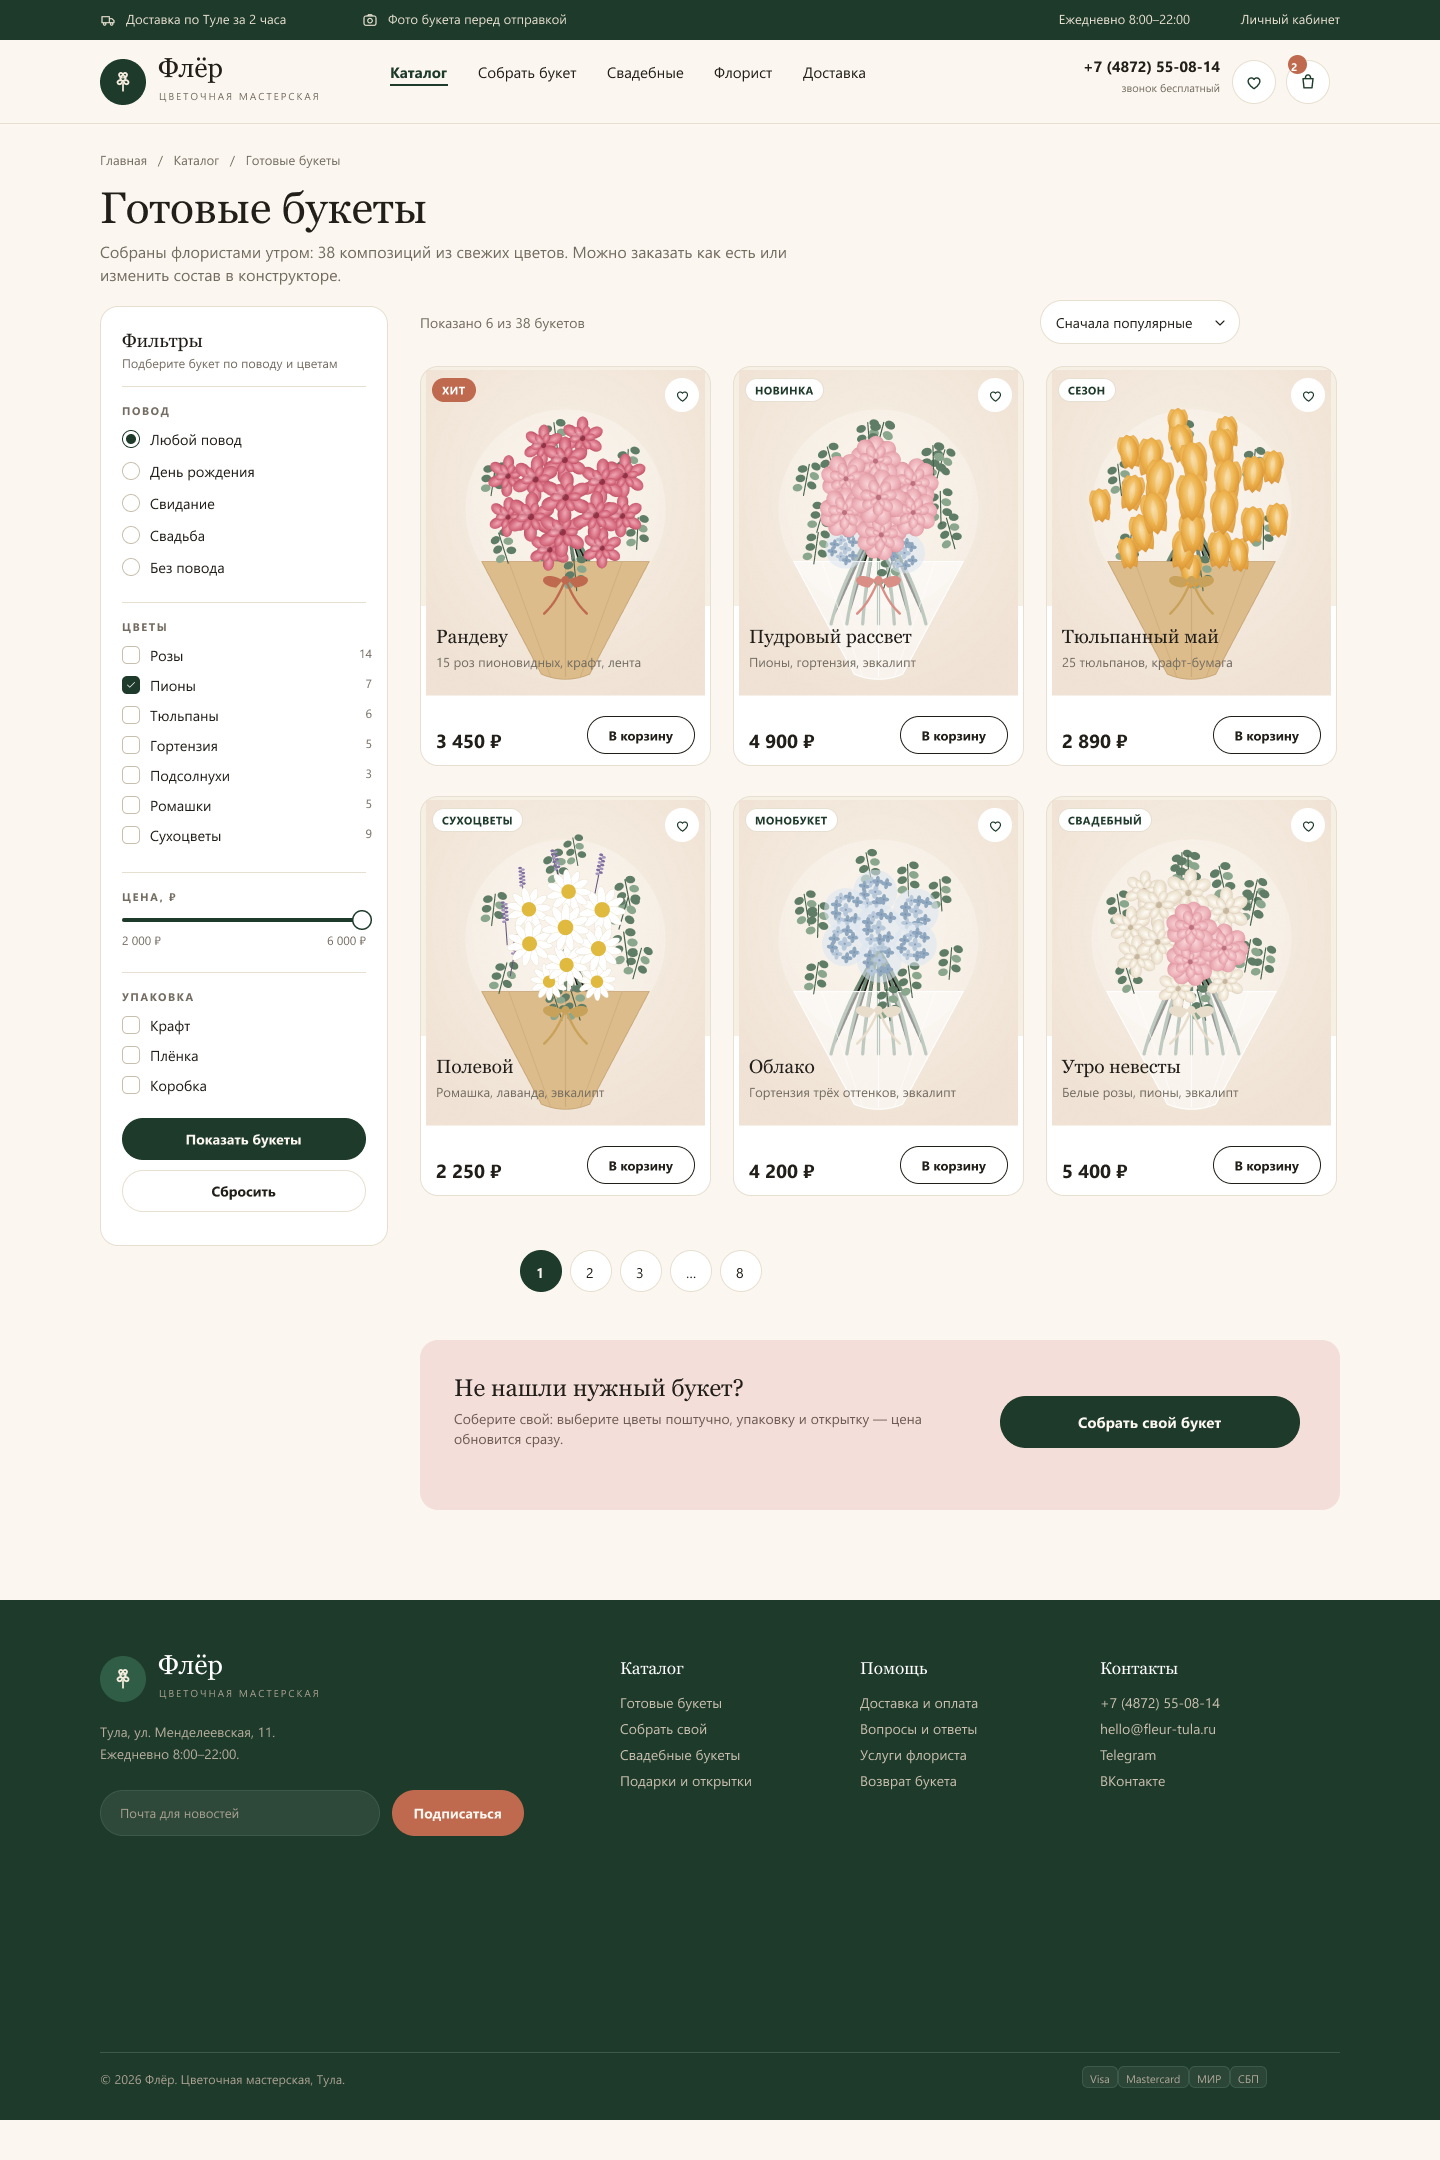 Доставка по Туле за 2 часа
Фото букета перед отправкой
Ежедневно 8:00–22:00
Личный кабинет
Флёр
ЦВЕТОЧНАЯ МАСТЕРСКАЯ
Каталог
Собрать букет
Свадебные
Флорист
Доставка
+7 (4872) 55-08-14
звонок бесплатный
2
Главная / Каталог / Готовые букеты
Готовые букеты
Собраны флористами утром: 38 композиций из свежих цветов. Можно заказать как есть или
изменить состав в конструкторе.
Фильтры
Подберите букет по поводу и цветам
ПОВОД
Любой повод
День рождения
Свидание
Свадьба
Без повода
ЦВЕТЫ
Розы 14
Пионы 7
Тюльпаны 6
Гортензия 5
Подсолнухи 3
Ромашки 5
Сухоцветы 9
ЦЕНА, ₽
2 000 ₽ 6 000 ₽
УПАКОВКА
Крафт
Плёнка
Коробка
Показать букеты
Сбросить
Показано 6 из 38 букетов
Сначала популярные
ХИТ
Рандеву
15 роз пионовидных, крафт, лента
3 450 ₽
В корзину
НОВИНКА
Пудровый рассвет
Пионы, гортензия, эвкалипт
4 900 ₽
В корзину
СЕЗОН
Тюльпанный май
25 тюльпанов, крафт-бумага
2 890 ₽
В корзину
СУХОЦВЕТЫ
Полевой
Ромашка, лаванда, эвкалипт
2 250 ₽
В корзину
МОНОБУКЕТ
Облако
Гортензия трёх оттенков, эвкалипт
4 200 ₽
В корзину
СВАДЕБНЫЙ
Утро невесты
Белые розы, пионы, эвкалипт
5 400 ₽
В корзину
1 2 3 ... 8
Не нашли нужный букет?
Соберите свой: выберите цветы поштучно, упаковку и открытку — цена
обновится сразу.
Собрать свой букет
Флёр
ЦВЕТОЧНАЯ МАСТЕРСКАЯ
Тула, ул. Менделеевская, 11.
Ежедневно 8:00–22:00.
Почта для новостей
Подписаться
Каталог
Готовые букеты
Собрать свой
Свадебные букеты
Подарки и открытки
Помощь
Доставка и оплата
Вопросы и ответы
Услуги флориста
Возврат букета
Контакты
+7 (4872) 55-08-14
hello@fleur-tula.ru
Telegram
ВКонтакте
© 2026 Флёр. Цветочная мастерская, Тула.
Visa Mastercard МИР СБП